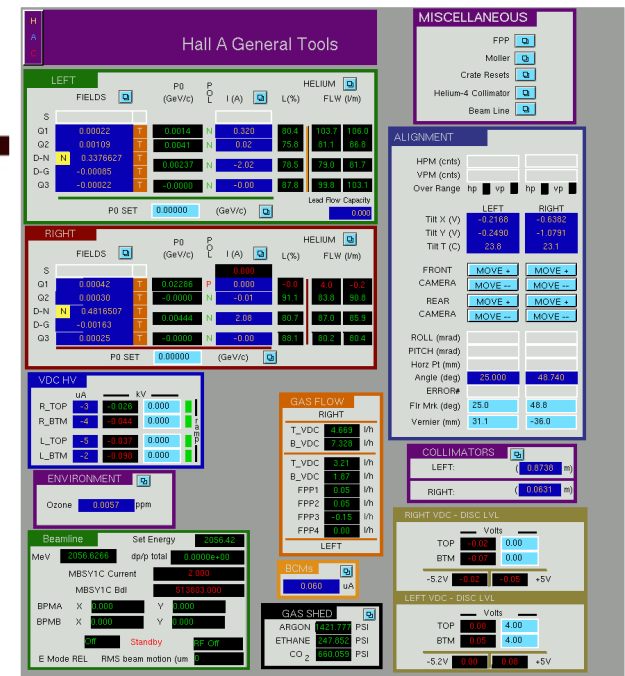 H
A
C
Hall A General Tools
MISCELLANEOUS
FPP
Moller
Crate Resets
Helium-4 Collimator
Beam Line
LEFT
FIELDS
P0
(GeV/c)
P
O
L
I (A)
L(%)
HELIUM
FLW (l/m)
S
Q1 0.00022 T 0.0014 N 0.320 80.4 103.7 106.0
Q2 0.00109 T 0.0041 N 0.02 75.8 81.1 86.8
D-N N 0.3376627 T
0.00237 N -2.02 78.5 79.0 81.7
D-G -0.00085 T
Q3 -0.00022 T -0.0000 N -0.00 87.8 99.8 103.1
Lead Flow Capacity
P0 SET 0.00000 (GeV/c) 0.000
RIGHT
FIELDS
P0
(GeV/c)
P
O
L
I (A)
L(%)
HELIUM
FLW (l/m)
S 0.000
Q1 0.00042 T 0.02286 P 0.000 -0.0 4.0 -0.2
Q2 0.00030 T -0.0000 N -0.01 91.1 83.8 90.8
D-N N 0.4816507 T
0.00444 N 2.08 80.7 87.0 85.9
D-G -0.00163 T
Q3 0.00025 T -0.0000 N -0.00 88.1 80.2 80.4
P0 SET 0.00000 (GeV/c)
ALIGNMENT
HPM (cnts)
VPM (cnts)
Over Range hp vp hp vp
LEFT RIGHT
Tilt X (V) -0.2168 -0.6382
Tilt Y (V) -0.2490 -1.0791
Tilt T (C) 23.8 23.1
FRONT MOVE + MOVE +
CAMERA MOVE -- MOVE --
REAR MOVE + MOVE +
CAMERA MOVE -- MOVE --
ROLL (mrad)
PITCH (mrad)
Horz Pt (mm)
Angle (deg) 25.000 48.740
ERROR#
Flr Mrk (deg) 25.0 48.8
Vernier (mm) 31.1 -36.0
VDC HV
uA kV
R_TOP -3 -0.026 0.000
R_BTM -4 -0.044 0.000
L_TOP -5 -0.037 0.000
L_BTM -2 -0.090 0.000
r
a
m
p
ENVIRONMENT
Ozone 0.0057 ppm
GAS FLOW
RIGHT
T_VDC 4.669 l/h
B_VDC 7.328 l/h
T_VDC 3.21 l/h
B_VDC 1.87 l/h
FPP1 0.05 l/h
FPP2 0.05 l/h
FPP3 -0.15 l/h
FPP4 0.00 l/h
LEFT
COLLIMATORS
LEFT: ( 0.8738 m)
RIGHT: ( 0.0631 m)
RIGHT VDC - DISC LVL
Volts
TOP -0.02 0.00
BTM -0.07 0.00
-5.2V -0.02 -0.08 +5V
LEFT VDC - DISC LVL
Volts
TOP 0.00 4.00
BTM 0.05 4.00
-5.2V 0.00 0.00 +5V
Beamline
Set Energy 2056.42
MeV 2056.6266 dp/p total 0.0000e+00
MBSY1C Current 2.000
MBSY1C Bdl 513803.000
BPMA X 0.000 Y 0.000
BPMB X 0.000 Y 0.000
Off Standby RF Off
E Mode REL RMS beam motion (um 0
BCMs
0.060 uA
GAS SHED
ARGON 1421.777 PSI
ETHANE 247.852 PSI
CO 2 660.059 PSI